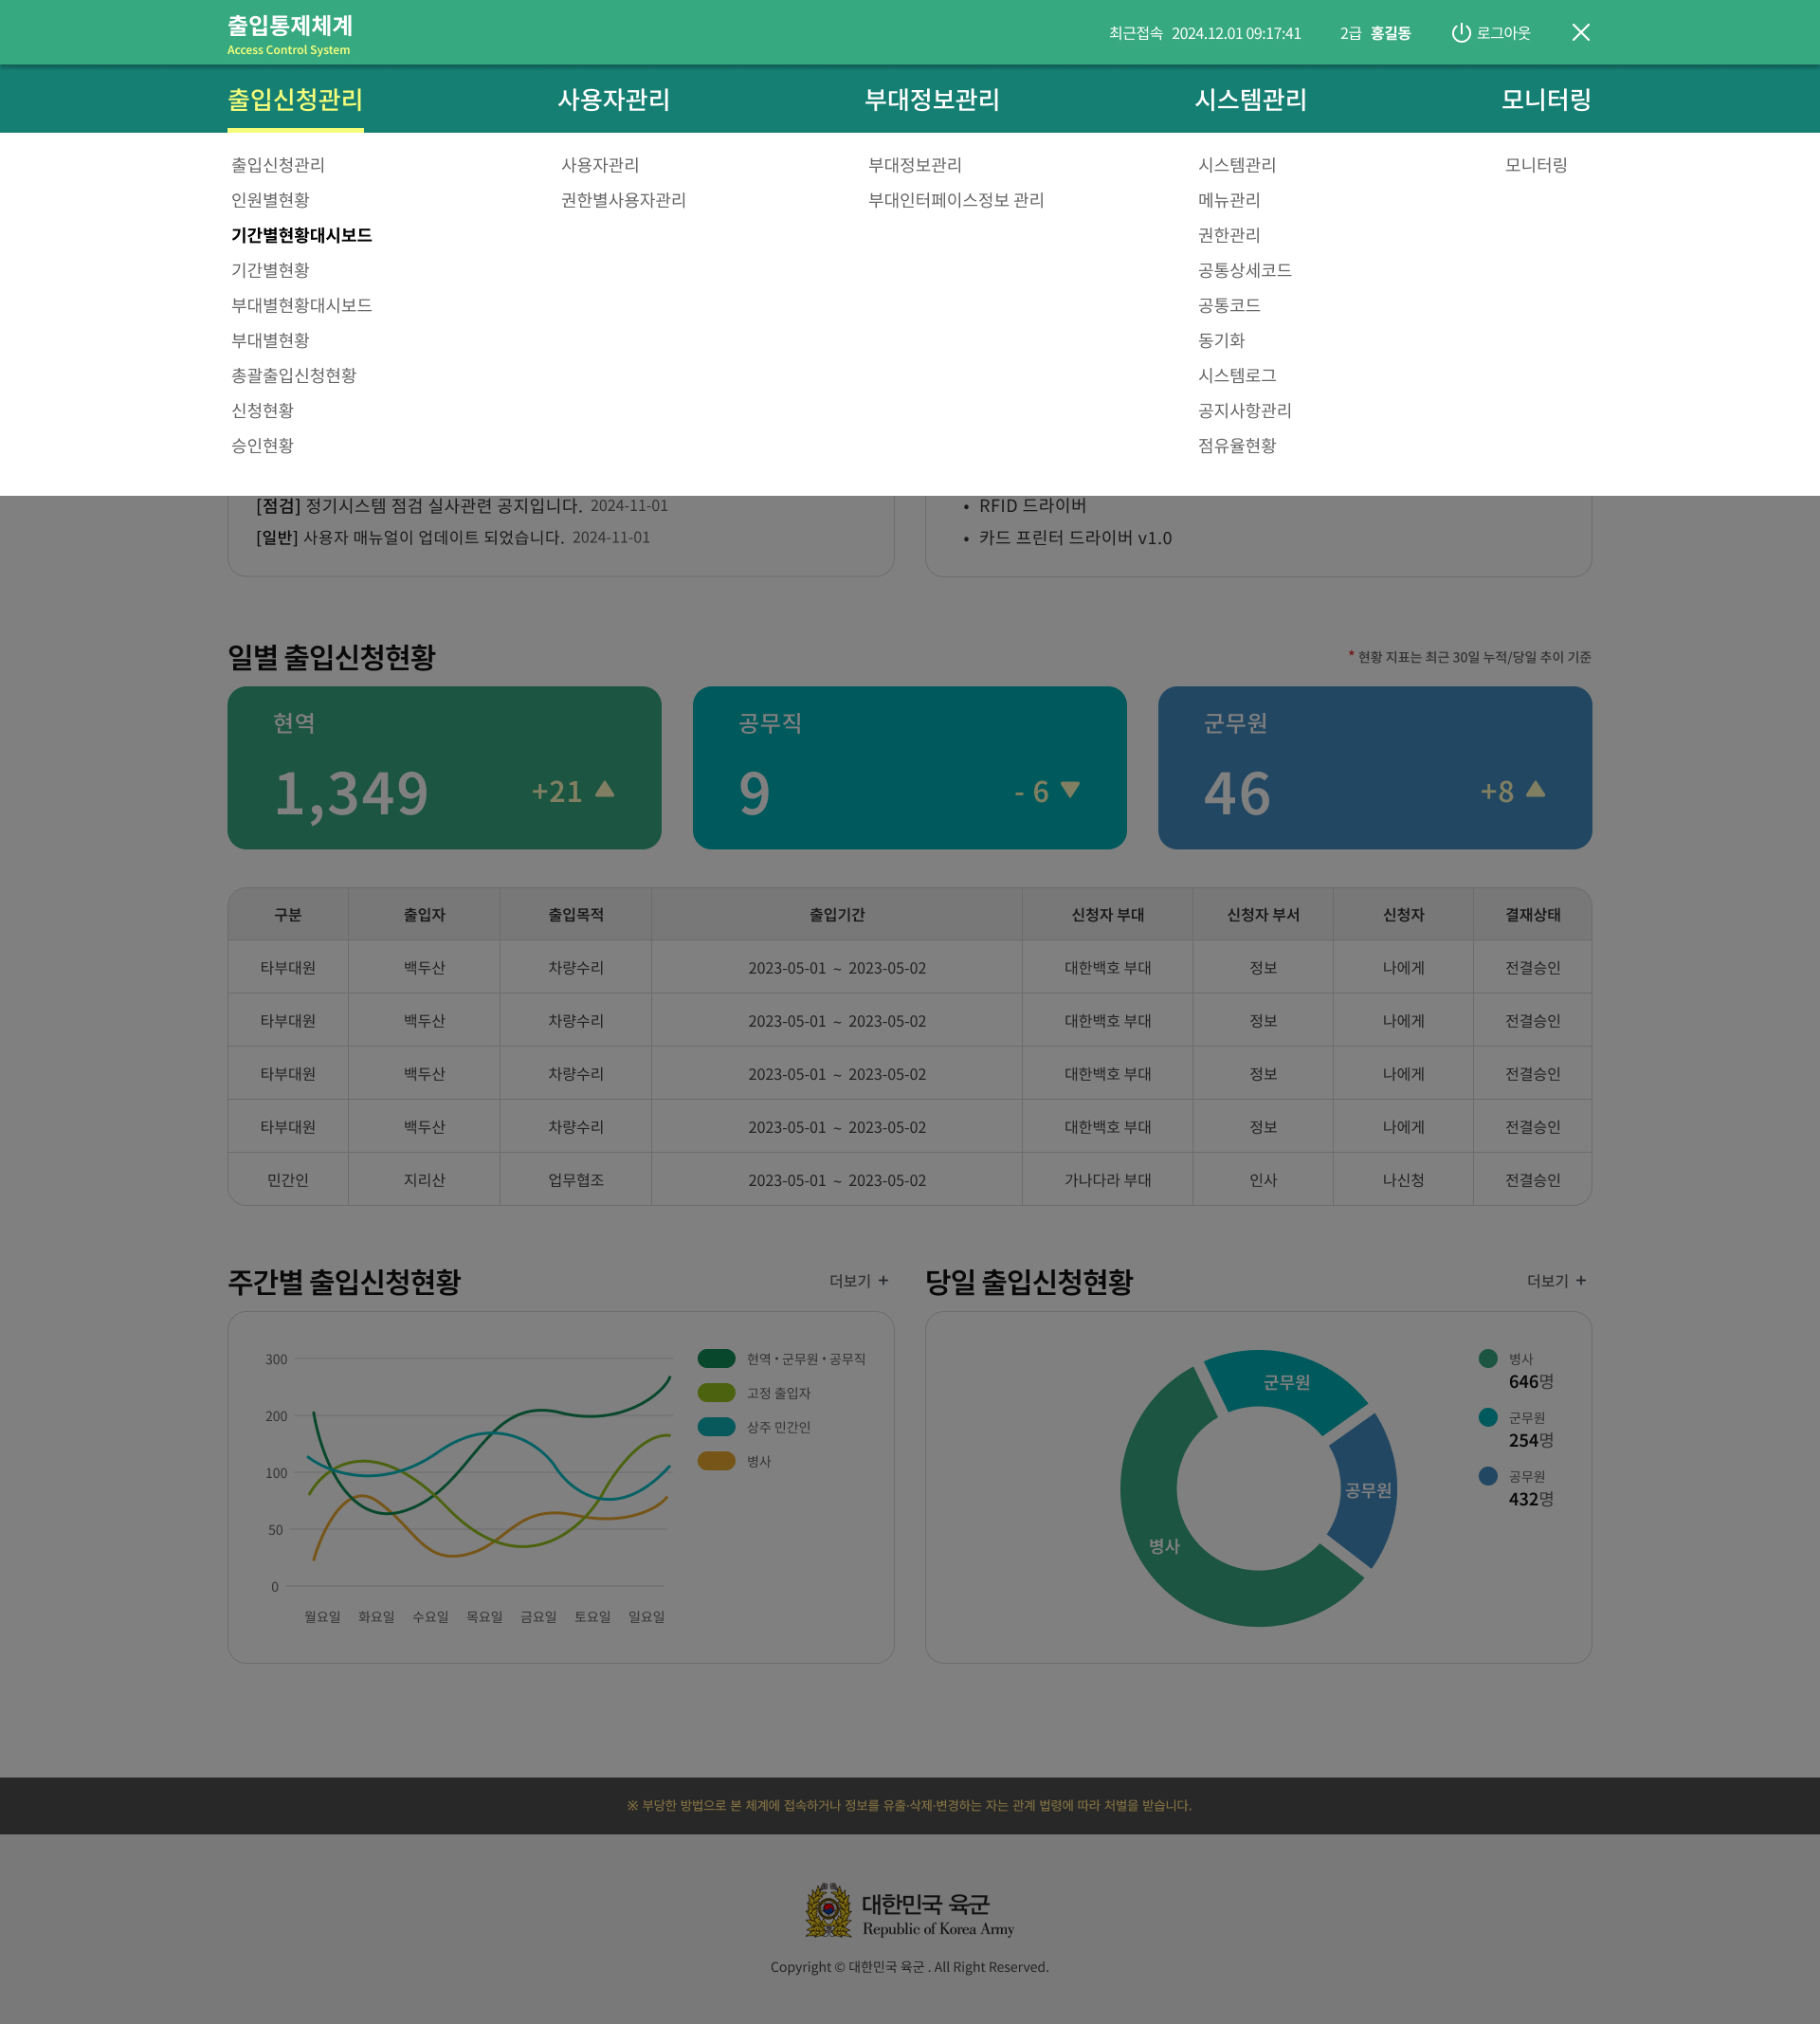 출입통제체계
Access Control System
최근접속 2024.12.01 09:17:41 2급 홍길동 로그아웃
출입신청관리 사용자관리 부대정보관리 시스템관리 모니터링
출입신청관리 사용자관리 부대정보관리 시스템관리 모니터링
인원별현황 권한별사용자관리 부대인터페이스정보 관리 메뉴관리
기간별현황대시보드 권한관리
기간별현황 공통상세코드
부대별현황대시보드 공통코드
부대별현황 동기화
총괄출입신청현황 시스템로그
신청현황 공지사항관리
승인현황 점유율현황
[점검] 정기시스템 점검 실사관련 공지입니다. 2024-11-01
[일반] 사용자 매뉴얼이 업데이트 되었습니다. 2024-11-01
• RFID 드라이버
• 카드 프린터 드라이버 v1.0
일별 출입신청현황
* 현황 지표는 최근 30일 누적/당일 추이 기준
현역
1,349 +21 ▲
공무직
9 - 6 ▼
군무원
46 +8 ▲
구분 출입자 출입목적 출입기간 신청자 부대 신청자 부서 신청자 결재상태
타부대원 백두산 차량수리 2023-05-01 ~ 2023-05-02 대한백호 부대 정보 나에게 전결승인
타부대원 백두산 차량수리 2023-05-01 ~ 2023-05-02 대한백호 부대 정보 나에게 전결승인
타부대원 백두산 차량수리 2023-05-01 ~ 2023-05-02 대한백호 부대 정보 나에게 전결승인
타부대원 백두산 차량수리 2023-05-01 ~ 2023-05-02 대한백호 부대 정보 나에게 전결승인
민간인 지리산 업무협조 2023-05-01 ~ 2023-05-02 가나다라 부대 인사 나신청 전결승인
주간별 출입신청현황 더보기 +
300
200
100
50
0
월요일 화요일 수요일 목요일 금요일 토요일 일요일
현역 • 군무원 • 공무직
고정 출입자
상주 민간인
병사
당일 출입신청현황 더보기 +
군무원
공무원
병사
병사
646명
군무원
254명
공무원
432명
※ 부당한 방법으로 본 체계에 접속하거나 정보를 유출·삭제·변경하는 자는 관계 법령에 따라 처벌을 받습니다.
대한민국 육군
Republic of Korea Army
Copyright © 대한민국 육군 . All Right Reserved.